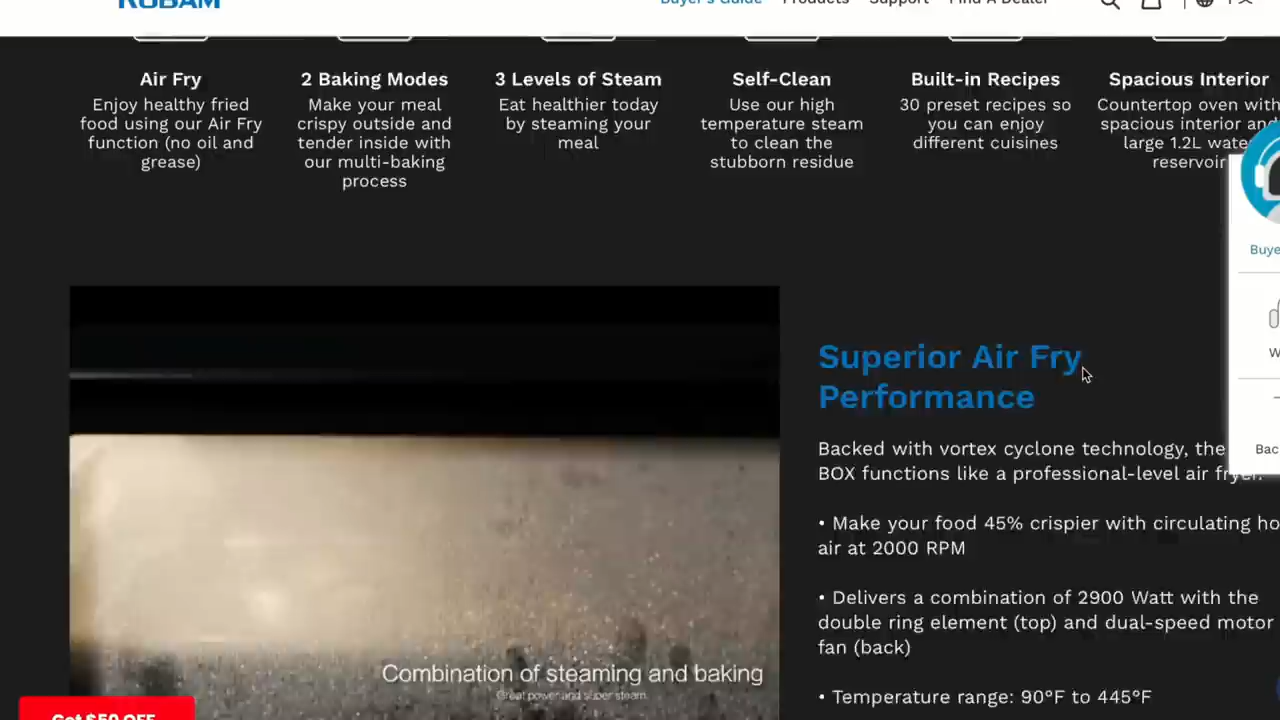 ROBAM
Buyer's Guide Products Support Find A Dealer
Air Fry
Enjoy healthy fried
food using our Air Fry
function (no oil and
grease)
2 Baking Modes
Make your meal
crispy outside and
tender inside with
our multi-baking
process
3 Levels of Steam
Eat healthier today
by steaming your
meal
Self-Clean
Use our high
temperature steam
to clean the
stubborn residue
Built-in Recipes
30 preset recipes so
you can enjoy
different cuisines
Spacious Interior
Countertop oven with
spacious interior and
large 1.2L water
reservoir
Buye
W
Bac
Superior Air Fry
Performance
Backed with vortex cyclone technology, the
BOX functions like a professional-level air fryer.
• Make your food 45% crispier with circulating ho
air at 2000 RPM
• Delivers a combination of 2900 Watt with the
double ring element (top) and dual-speed motor
fan (back)
• Temperature range: 90°F to 445°F
Combination of steaming and baking
Great power and super steam.
Get $50 OFF